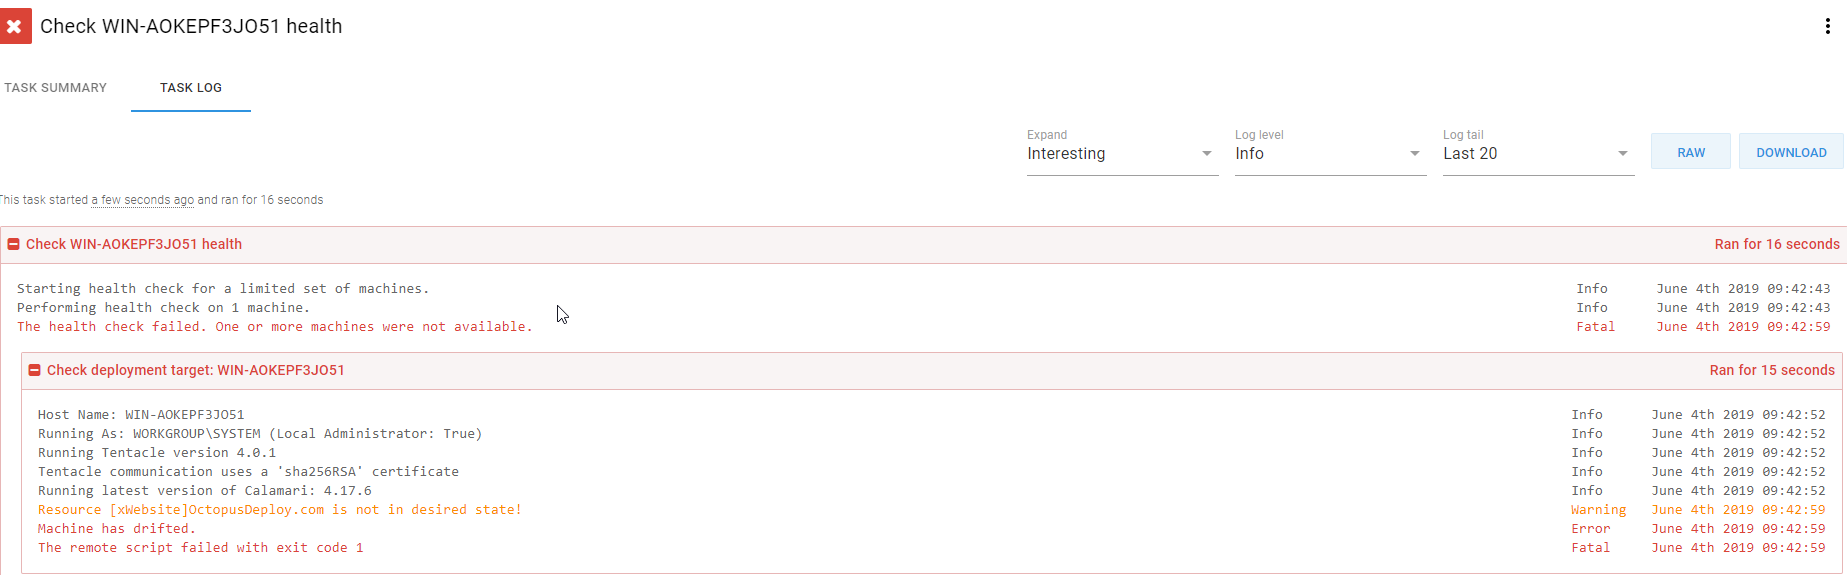 Check WIN-AOKEPF3JO51 health
TASK SUMMARY TASK LOG
Expand Log level Log tail
Interesting Info Last 20 RAW DOWNLOAD
This task started a few seconds ago and ran for 16 seconds
Check WIN-AOKEPF3JO51 health Ran for 16 seconds
Starting health check for a limited set of machines. Info June 4th 2019 09:42:43
Performing health check on 1 machine. Info June 4th 2019 09:42:43
The health check failed. One or more machines were not available. Fatal June 4th 2019 09:42:59
Check deployment target: WIN-AOKEPF3JO51 Ran for 15 seconds
Host Name: WIN-AOKEPF3JO51 Info June 4th 2019 09:42:52
Running As: WORKGROUP\SYSTEM (Local Administrator: True) Info June 4th 2019 09:42:52
Running Tentacle version 4.0.1 Info June 4th 2019 09:42:52
Tentacle communication uses a 'sha256RSA' certificate Info June 4th 2019 09:42:52
Running latest version of Calamari: 4.17.6 Info June 4th 2019 09:42:52
Resource [xWebsite]OctopusDeploy.com is not in desired state! Warning June 4th 2019 09:42:59
Machine has drifted. Error June 4th 2019 09:42:59
The remote script failed with exit code 1 Fatal June 4th 2019 09:42:59